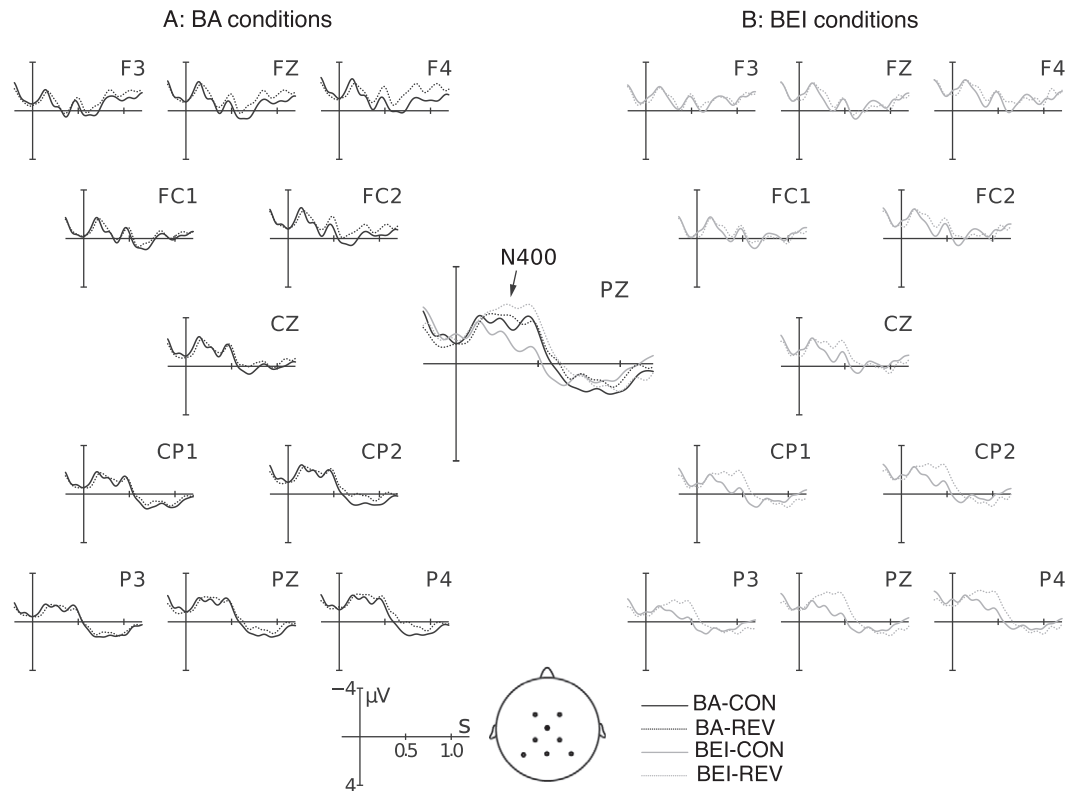 A: BA conditions
B: BEI conditions
F3 FZ F4
F3 FZ F4
FC1 FC2
FC1 FC2
N400
PZ
CZ
CZ
CP1 CP2
CP1 CP2
P3 PZ P4
P3 PZ P4
−4
µV
S
0.5 1.0
4
BA-CON
BA-REV
BEI-CON
BEI-REV